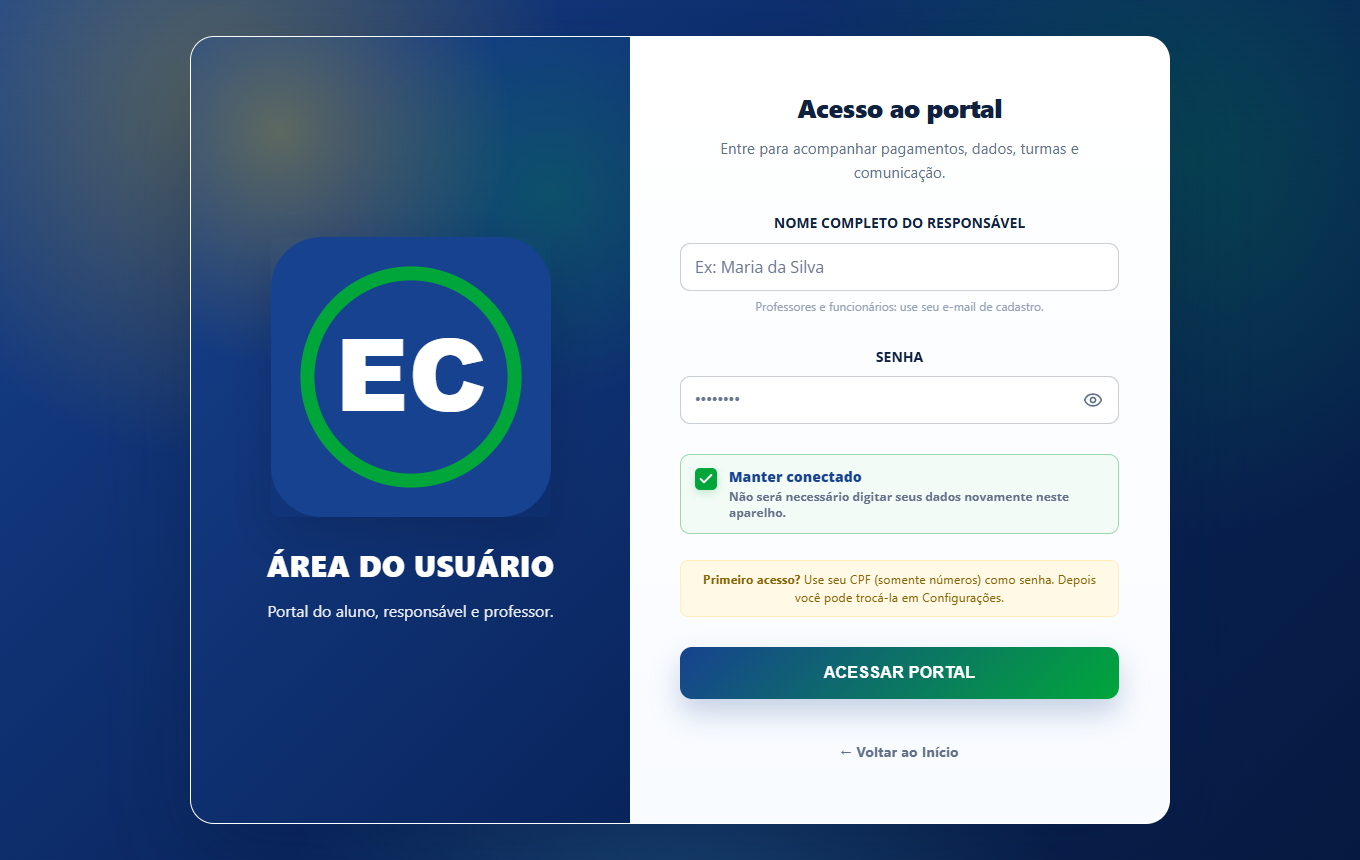 EC
ÁREA DO USUÁRIO
Portal do aluno, responsável e professor.
Acesso ao portal
Entre para acompanhar pagamentos, dados, turmas e
comunicação.
NOME COMPLETO DO RESPONSÁVEL
Ex: Maria da Silva
Professores e funcionários: use seu e-mail de cadastro.
SENHA
••••••••
Manter conectado
Não será necessário digitar seus dados novamente neste
aparelho.
Primeiro acesso? Use seu CPF (somente números) como senha. Depois
você pode trocá-la em Configurações.
ACESSAR PORTAL
← Voltar ao Início